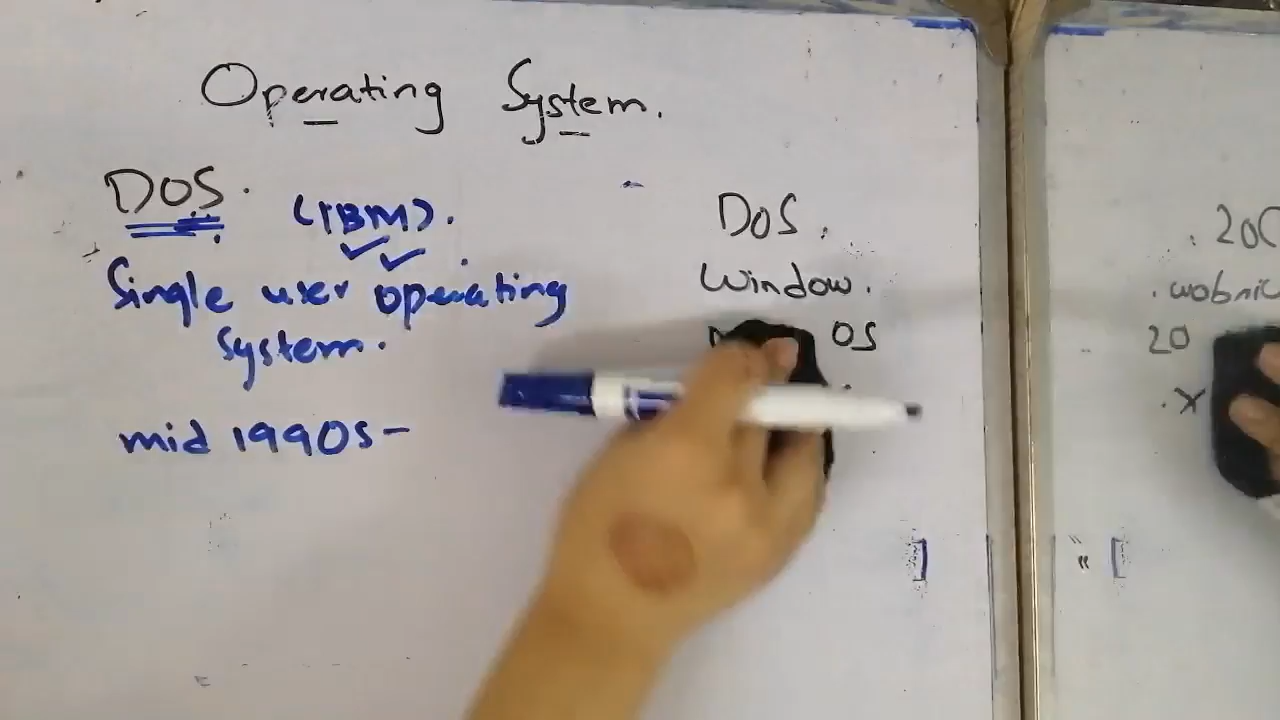 Operating System.
DOS. (IBM).
Single user operating
system.
mid 1990s-
DOS.
Window.
OS